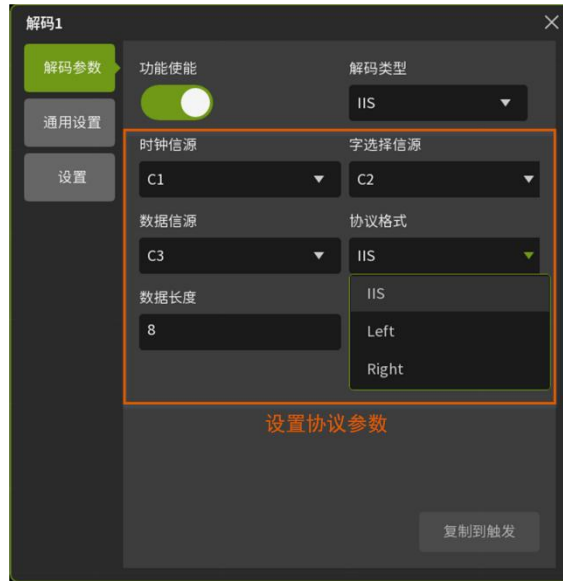 解码1
解码参数
通用设置
设置
功能使能
解码类型
IIS
时钟信源
字选择信源
C1
C2
数据信源
协议格式
C3
IIS
数据长度
8
IIS
Left
Right
设置协议参数
复制到触发